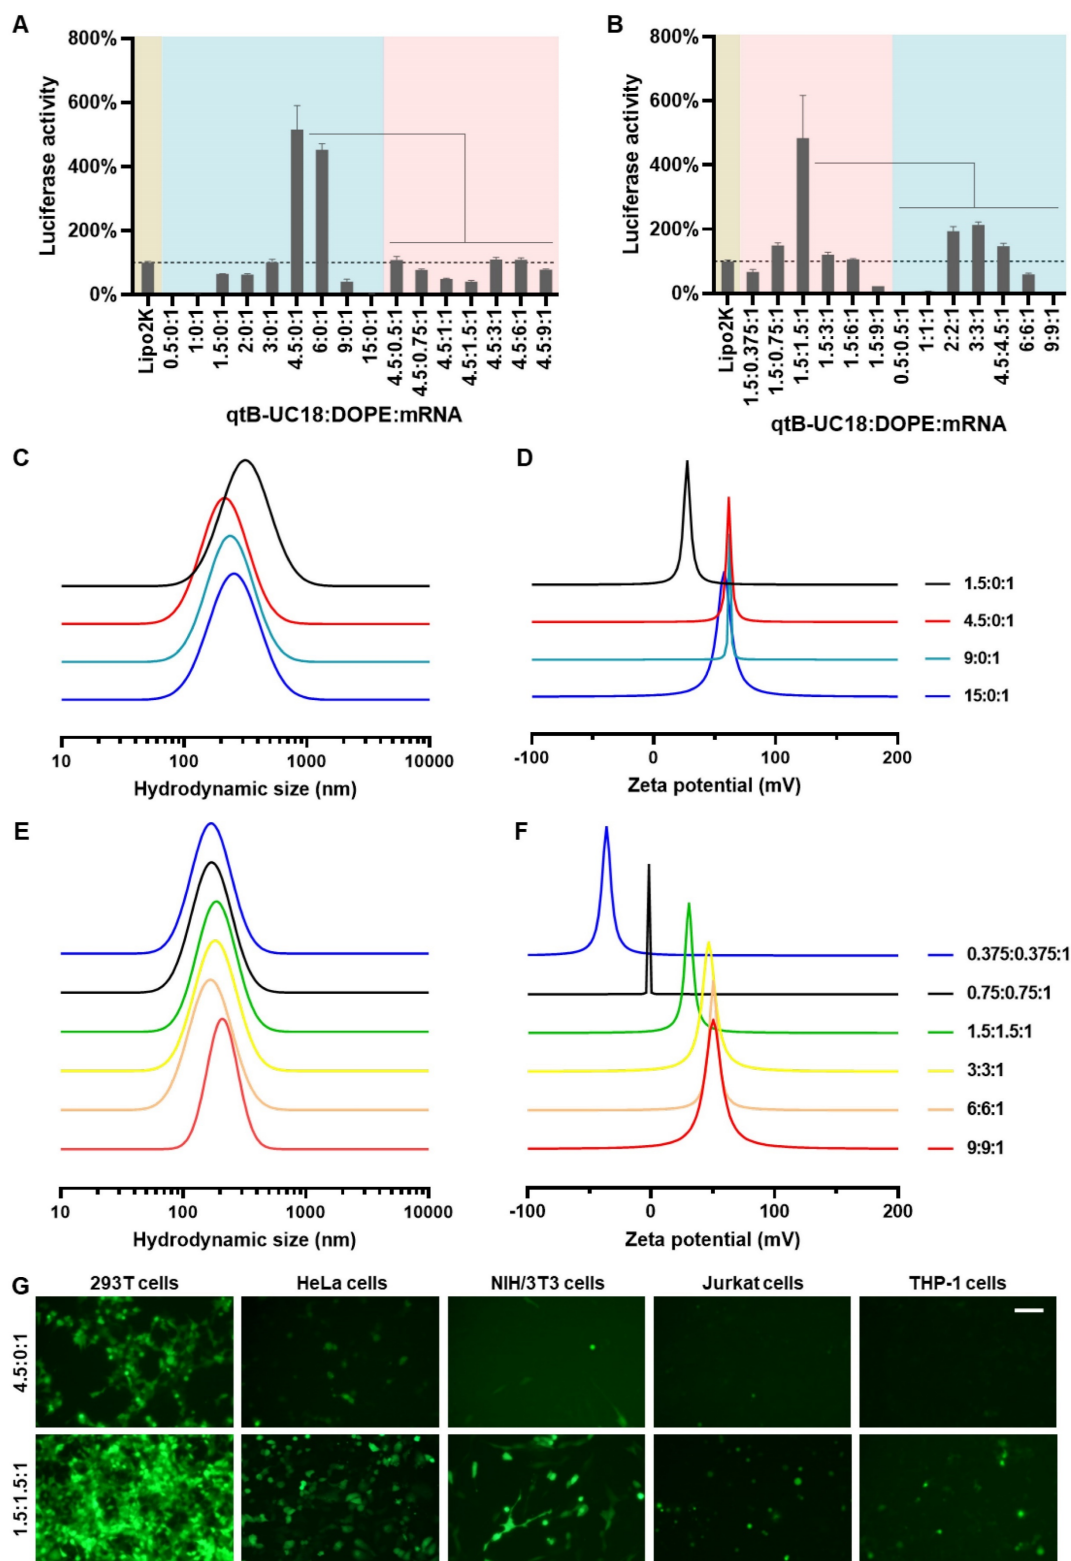 A
800%
600%
400%
200%
0%
Luciferase activity
Lipo2K
0.5:0:1
1:0:1
1.5:0:1
2:0:1
3:0:1
4.5:0:1
6:0:1
9:0:1
15:0:1
4.5:0.5:1
4.5:0.75:1
4.5:1:1
4.5:1.5:1
4.5:3:1
4.5:6:1
4.5:9:1
qtB-UC18:DOPE:mRNA
B
800%
600%
400%
200%
0%
Luciferase activity
Lipo2K
1.5:0.375:1
1.5:0.75:1
1.5:1.5:1
1.5:3:1
1.5:6:1
1.5:9:1
0.5:0.5:1
1:1:1
2:2:1
3:3:1
4.5:4.5:1
6:6:1
9:9:1
qtB-UC18:DOPE:mRNA
C
10 100 1000 10000
Hydrodynamic size (nm)
D
1.5:0:1
4.5:0:1
9:0:1
15:0:1
-100 0 100 200
Zeta potential (mV)
E
10 100 1000 10000
Hydrodynamic size (nm)
F
0.375:0.375:1
0.75:0.75:1
1.5:1.5:1
3:3:1
6:6:1
9:9:1
-100 0 100 200
Zeta potential (mV)
G
293T cells HeLa cells NIH/3T3 cells Jurkat cells THP-1 cells
4.5:0:1
1.5:1.5:1